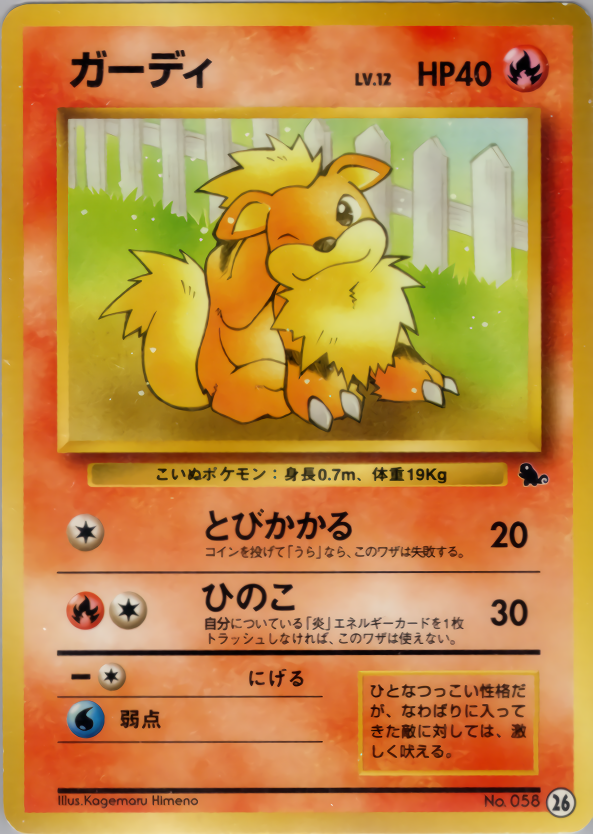 ガーディ LV.12 HP40
こいぬポケモン：身長0.7m、体重19Kg
とびかかる 20
コインを投げて「うら」なら、このワザは失敗する。
ひのこ 30
自分についている「炎」エネルギーカードを1枚
トラッシュしなければ、このワザは使えない。
にげる
弱点
ひとなつっこい性格だ
が、なわばりに入って
きた敵に対しては、激
しく吠える。
Illus.Kagemaru Himeno No. 058 26